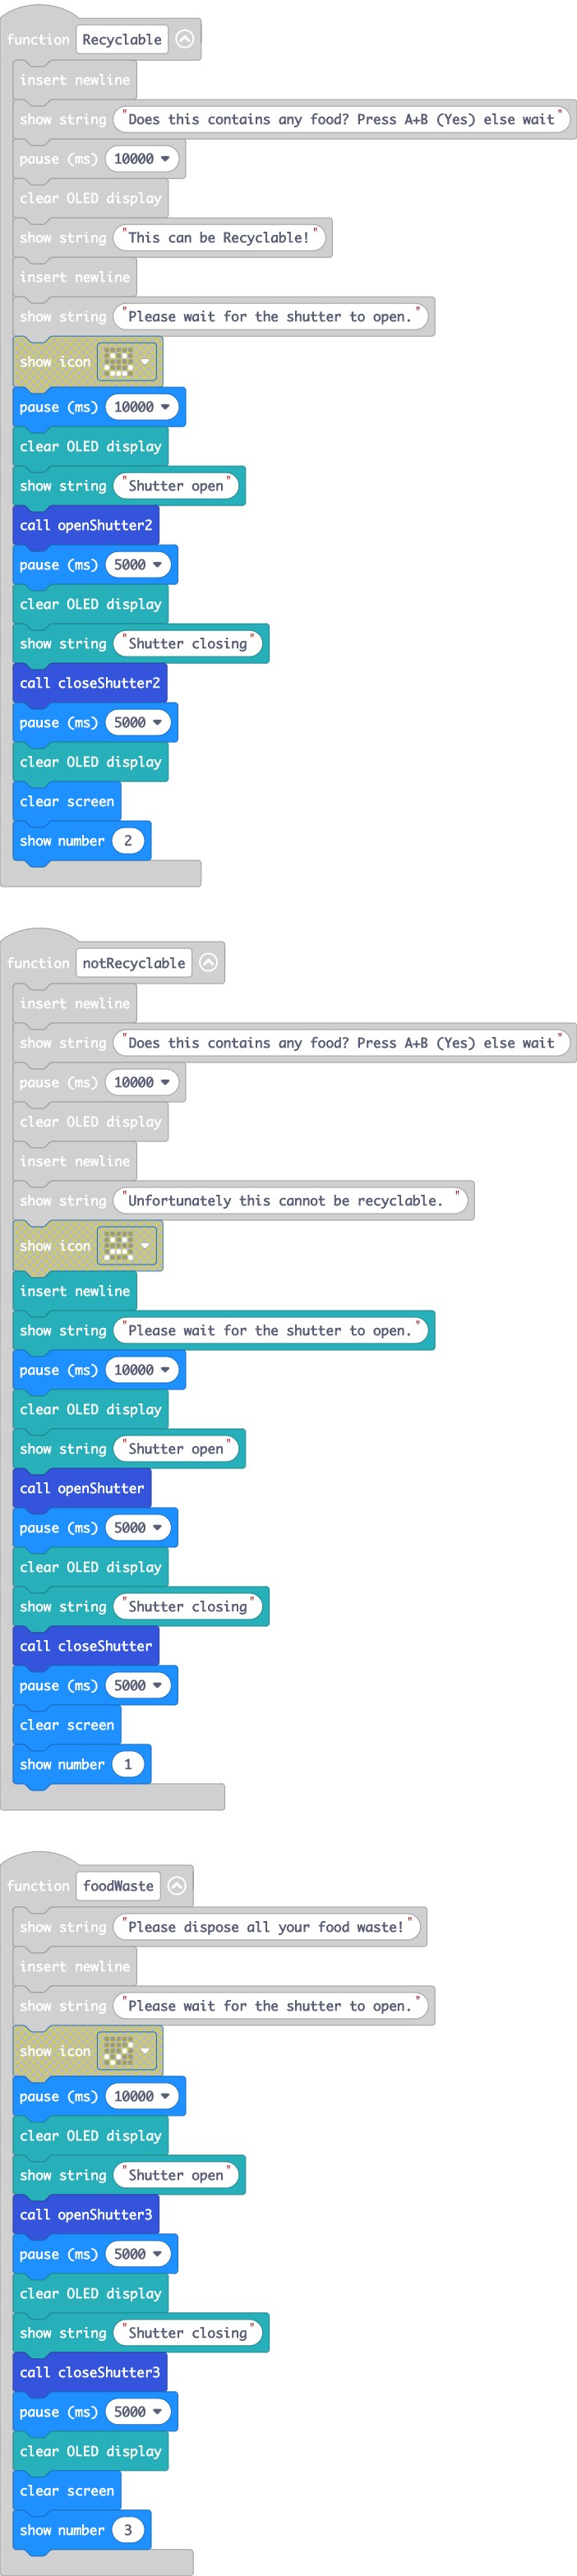 function Recyclable
insert newline
show string "Does this contains any food? Press A+B (Yes) else wait"
pause (ms) 10000
clear OLED display
show string "This can be Recyclable!"
insert newline
show string "Please wait for the shutter to open."
show icon
pause (ms) 10000
clear OLED display
show string "Shutter open"
call openShutter2
pause (ms) 5000
clear OLED display
show string "Shutter closing"
call closeShutter2
pause (ms) 5000
clear OLED display
clear screen
show number 2
function notRecyclable
insert newline
show string "Does this contains any food? Press A+B (Yes) else wait"
pause (ms) 10000
clear OLED display
insert newline
show string "Unfortunately this cannot be recyclable. "
show icon
insert newline
show string "Please wait for the shutter to open."
pause (ms) 10000
clear OLED display
show string "Shutter open"
call openShutter
pause (ms) 5000
clear OLED display
show string "Shutter closing"
call closeShutter
pause (ms) 5000
clear screen
show number 1
function foodWaste
show string "Please dispose all your food waste!"
insert newline
show string "Please wait for the shutter to open."
show icon
pause (ms) 10000
clear OLED display
show string "Shutter open"
call openShutter3
pause (ms) 5000
clear OLED display
show string "Shutter closing"
call closeShutter3
pause (ms) 5000
clear OLED display
clear screen
show number 3